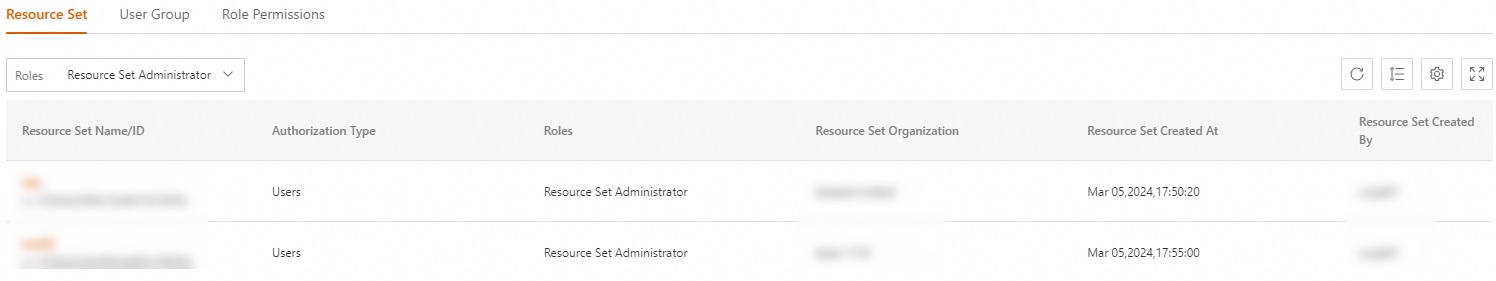 Resource Set User Group Role Permissions
Roles Resource Set Administrator
Resource Set Name/ID Authorization Type Roles Resource Set Organization Resource Set Created At Resource Set Created
By
Users Resource Set Administrator Mar 05,2024,17:50:20
Users Resource Set Administrator Mar 05,2024,17:55:00